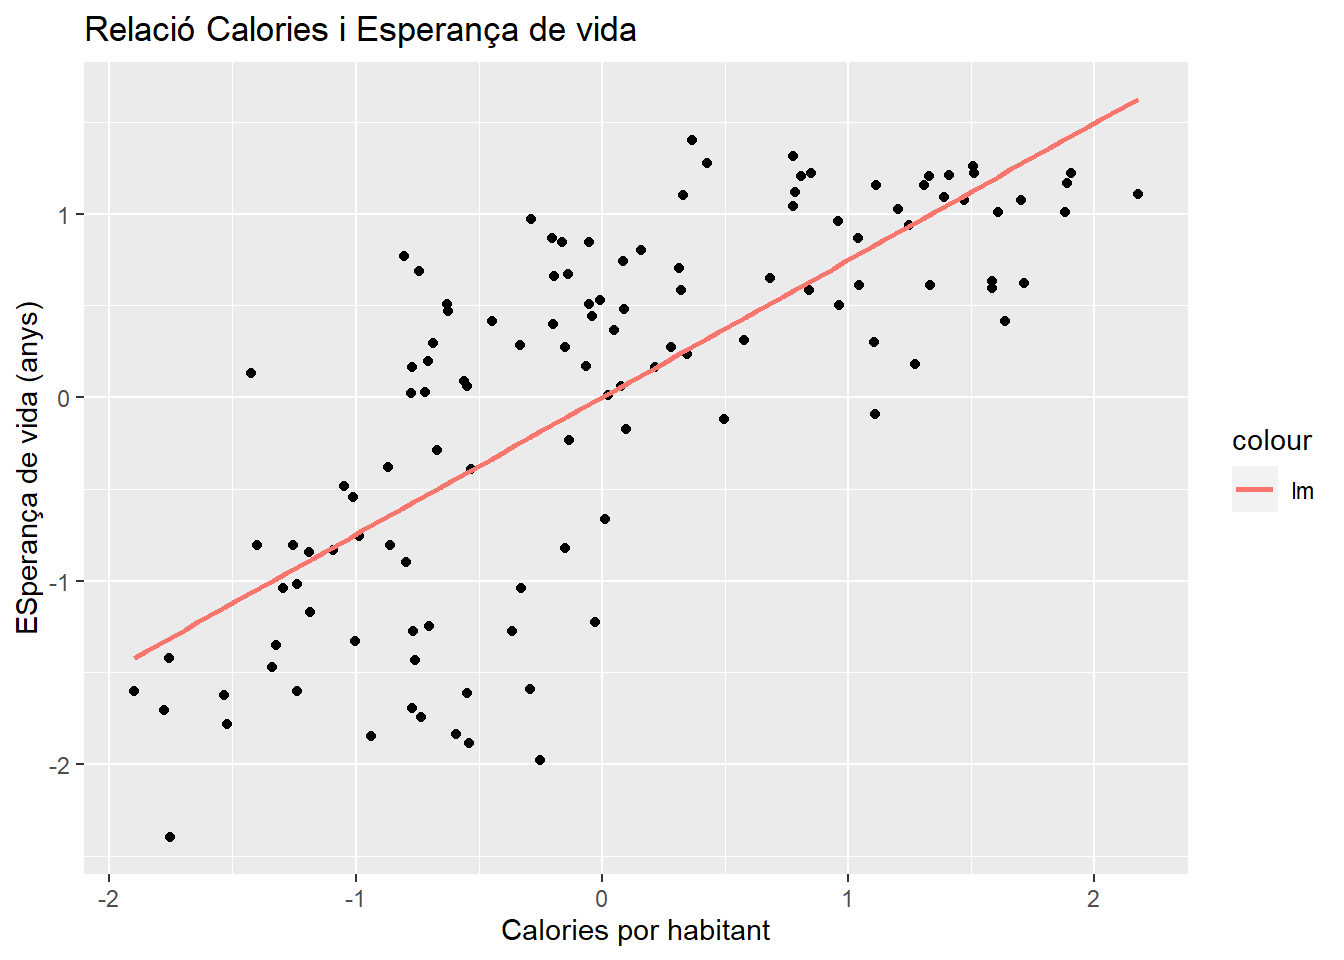 Relació Calories i Esperança de vida
ESperança de vida (anys)
1
0
-1
-2
-2
-1
0
1
2
Calories por habitant
colour
lm